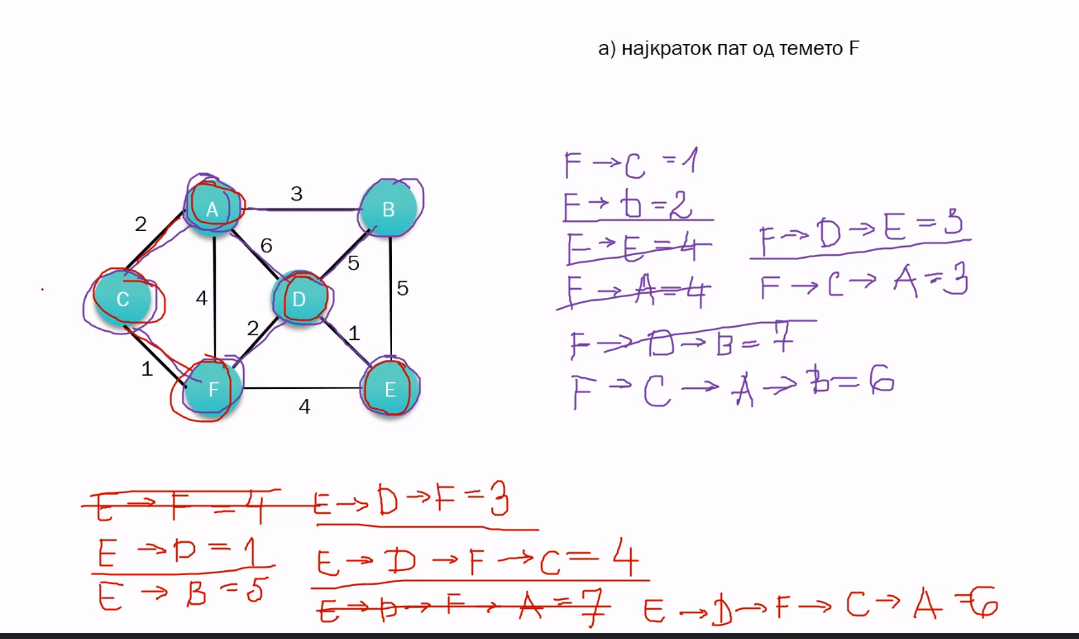 a) најкраток пат од темето F
F → C = 1
F → b = 2
F → E = 4
F → A = 4
F → D → B = 7
F → C → A → b = 6
F → D → E = 3
F → C → A = 3
A
B
C
D
E
F
3
2
6
5
5
4
2
1
1
4
E → F = 4
E → D = 1
E → B = 5
E → D → F = 3
E → D → F → C = 4
E → D → F → A = 7
E → D → F → C → A = 6